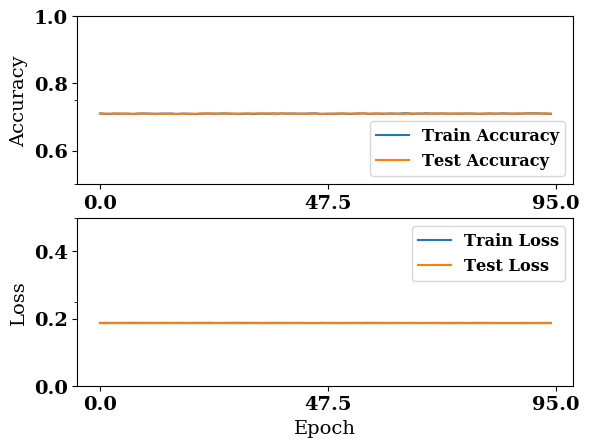 1.0
0.8
0.6
Accuracy
Train Accuracy
Test Accuracy
0.0 47.5 95.0
0.4
0.2
0.0
Loss
Train Loss
Test Loss
0.0 47.5 95.0
Epoch